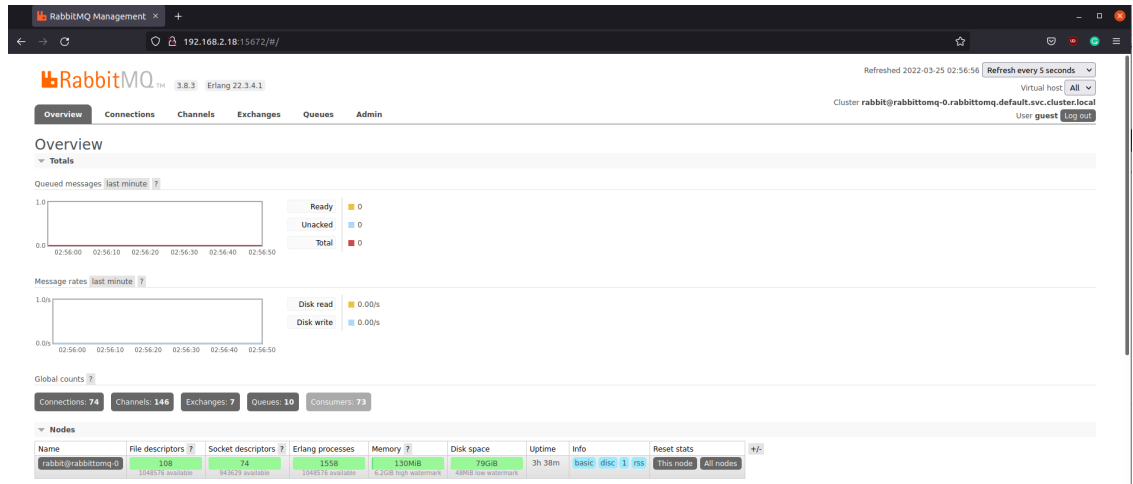 RabbitMQ Management × +
192.168.2.18:15672/#/
RabbitMQ TM 3.8.3 Erlang 22.3.4.1
Refreshed 2022-03-25 02:56:56 Refresh every 5 seconds
Virtual host All
Cluster rabbit@rabbittomq-0.rabbittomq.default.svc.cluster.local
User guest Log out
Overview Connections Channels Exchanges Queues Admin
Overview
Totals
Queued messages last minute ?
1.0
0.0
02:56:00 02:56:10 02:56:20 02:56:30 02:56:40 02:56:50
Ready 0
Unacked 0
Total 0
Message rates last minute ?
1.0/s
0.0/s
02:56:00 02:56:10 02:56:20 02:56:30 02:56:40 02:56:50
Disk read 0.00/s
Disk write 0.00/s
Global counts ?
Connections: 74 Channels: 146 Exchanges: 7 Queues: 10 Consumers: 73
Nodes
Name File descriptors ? Socket descriptors ? Erlang processes Memory ? Disk space Uptime Info Reset stats +/-
rabbit@rabbittomq-0 108 74 1558 130MiB 79GiB 3h 38m basic disc 1 rss This node All nodes
1048576 available 943629 available 1048576 available 6.2GiB high watermark 48MiB low watermark